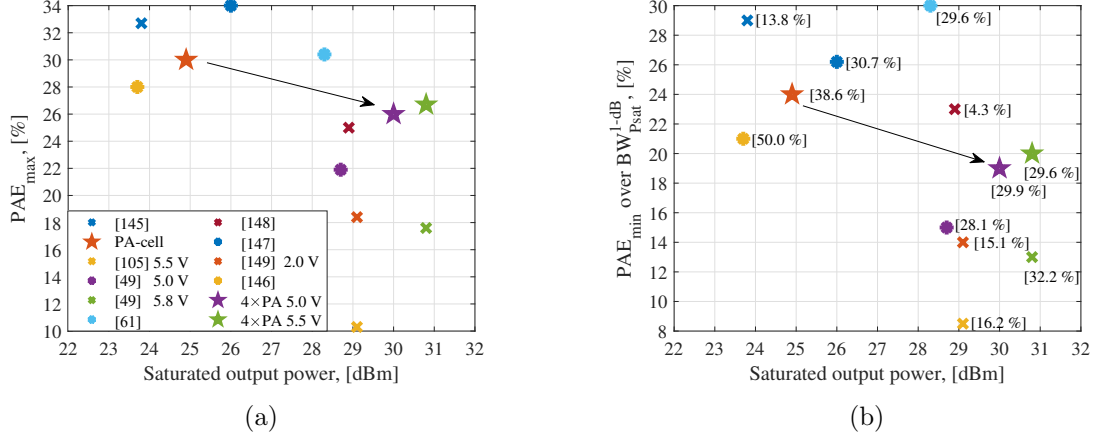 34
32
30
28
26
24
22
20
18
16
14
12
10
PAE_max, [%]
[145]
PA-cell
[105] 5.5 V
[49] 5.0 V
[49] 5.8 V
[61]
[148]
[147]
[149] 2.0 V
[146]
4×PA 5.0 V
4×PA 5.5 V
22 23 24 25 26 27 28 29 30 31 32
Saturated output power, [dBm]
(a)
30
28
26
24
22
20
18
16
14
12
10
8
PAE_min over BW_Psat^1-dB, [%]
[13.8 %]
[29.6 %]
[30.7 %]
[38.6 %]
[4.3 %]
[50.0 %]
[29.6 %]
[29.9 %]
[28.1 %]
[15.1 %]
[32.2 %]
[16.2 %]
22 23 24 25 26 27 28 29 30 31 32
Saturated output power, [dBm]
(b)